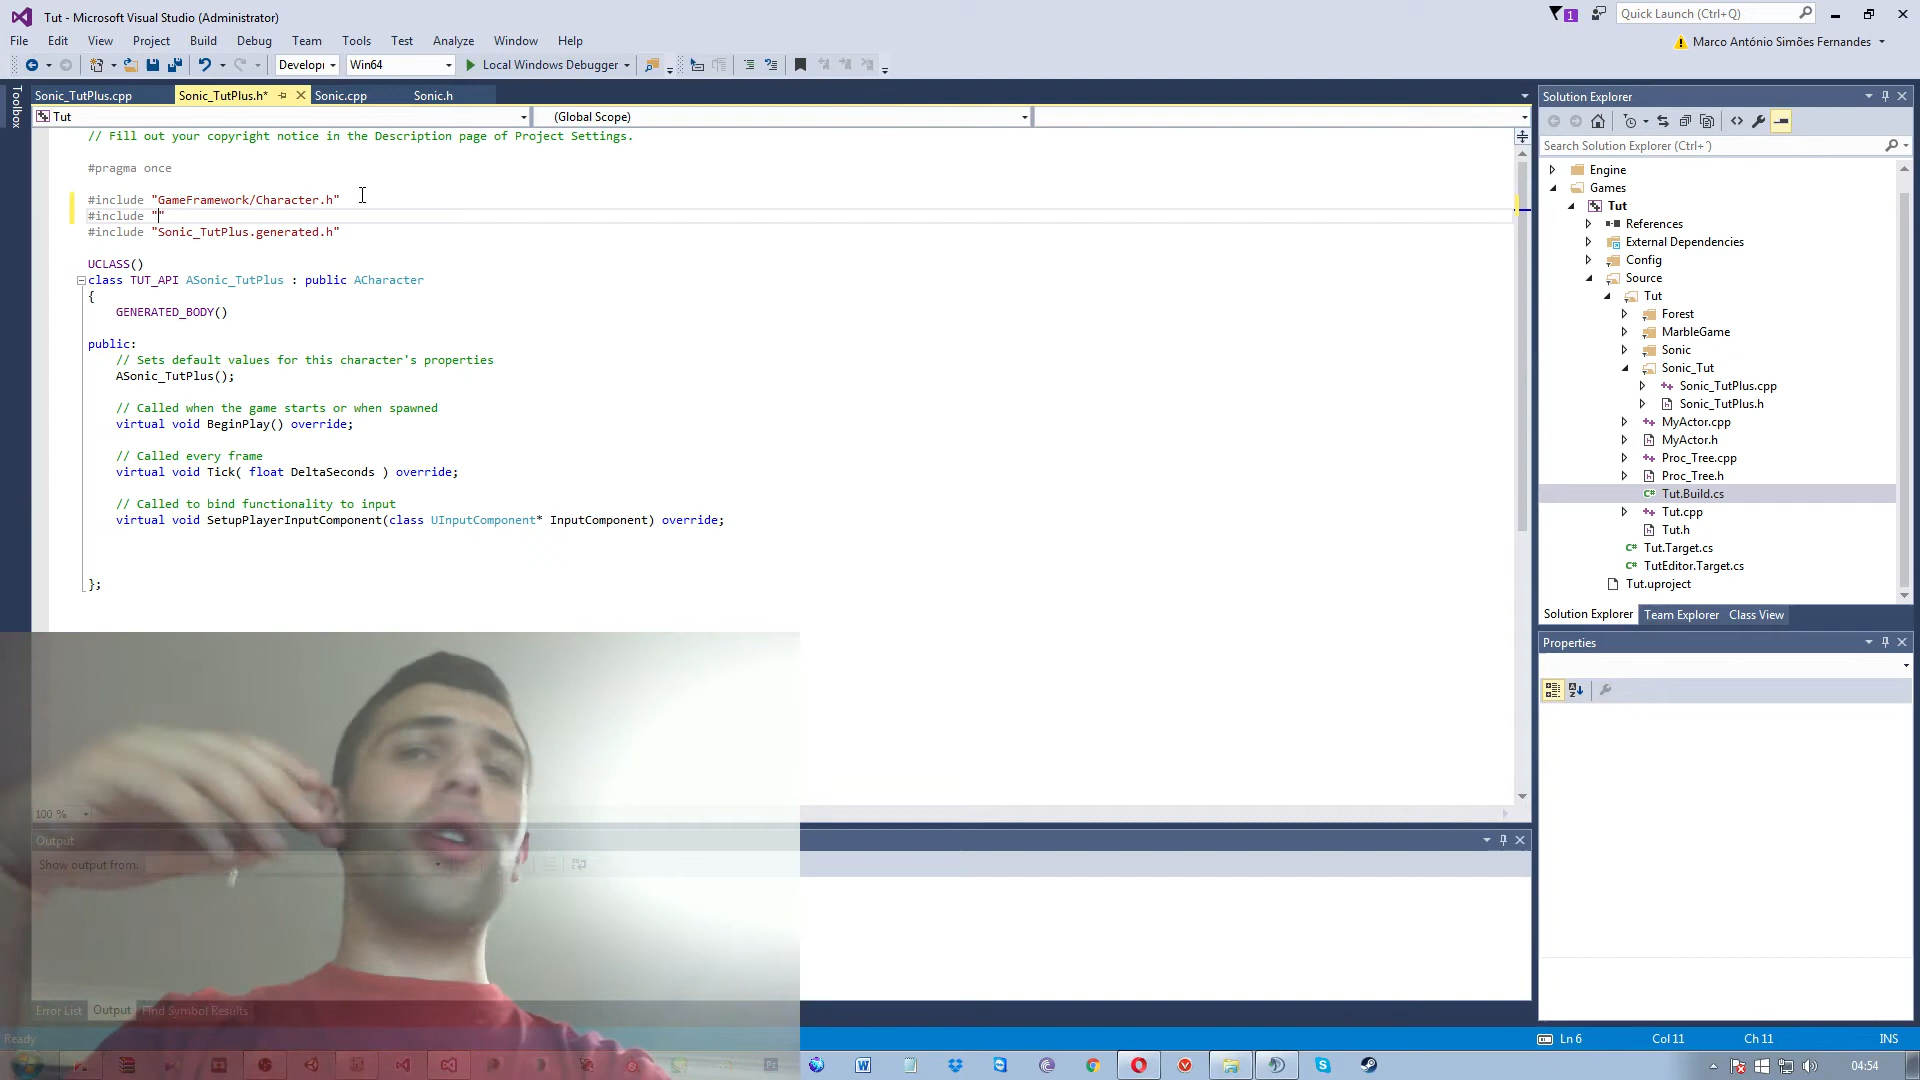 Tut - Microsoft Visual Studio (Administrator)
1
Quick Launch (Ctrl+Q)
File Edit View Project Build Debug Team Tools Test Analyze Window Help
Marco António Simões Fernandes
Develop Win64 Local Windows Debugger
Toolbox
Sonic_TutPlus.cpp Sonic_TutPlus.h* Sonic.cpp Sonic.h
Tut (Global Scope)
// Fill out your copyright notice in the Description page of Project Settings.
#pragma once
#include "GameFramework/Character.h"
#include ""
#include "Sonic_TutPlus.generated.h"
UCLASS()
class TUT_API ASonic_TutPlus : public ACharacter
{
GENERATED_BODY()
public:
// Sets default values for this character's properties
ASonic_TutPlus();
// Called when the game starts or when spawned
virtual void BeginPlay() override;
// Called every frame
virtual void Tick( float DeltaSeconds ) override;
// Called to bind functionality to input
virtual void SetupPlayerInputComponent(class UInputComponent* InputComponent) override;
};
100 %
Output
Show output from:
Error List Output Find Symbol Results
Solution Explorer
Search Solution Explorer (Ctrl+´)
Engine
Games
Tut
References
External Dependencies
Config
Source
Tut
Forest
MarbleGame
Sonic
Sonic_Tut
Sonic_TutPlus.cpp
Sonic_TutPlus.h
MyActor.cpp
MyActor.h
Proc_Tree.cpp
Proc_Tree.h
Tut.Build.cs
Tut.cpp
Tut.h
Tut.Target.cs
TutEditor.Target.cs
Tut.uproject
Solution Explorer Team Explorer Class View
Properties
Ready
Ln 6 Col 11 Ch 11 INS
04:54